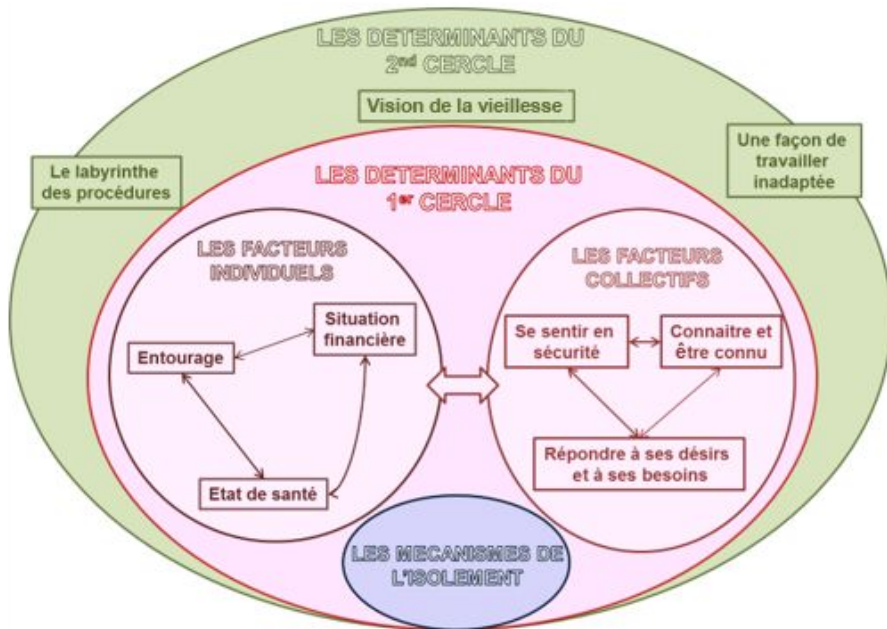 LES DETERMINANTS DU
2nd CERCLE
Vision de la vieillesse
Une façon de
travailler
inadaptée
Le labyrinthe
des procédures
LES DETERMINANTS DU
1er CERCLE
LES FACTEURS
INDIVIDUELS
Situation
financière
Entourage
Etat de santé
LES FACTEURS
COLLECTIFS
Se sentir en
sécurité
Connaitre et
être connu
Répondre à ses désirs
et à ses besoins
LES MECANISMES DE
L'ISOLEMENT